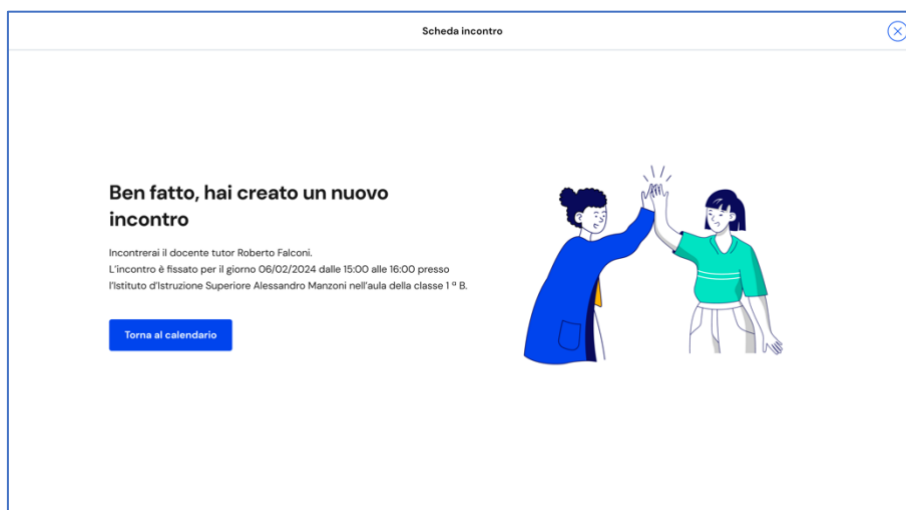 Scheda incontro
Ben fatto, hai creato un nuovo
incontro
Incontrerai il docente tutor Roberto Falconi.
L'incontro è fissato per il giorno 06/02/2024 dalle 15:00 alle 16:00 presso
l'Istituto d'Istruzione Superiore Alessandro Manzoni nell'aula della classe 1 ª B.
Torna al calendario